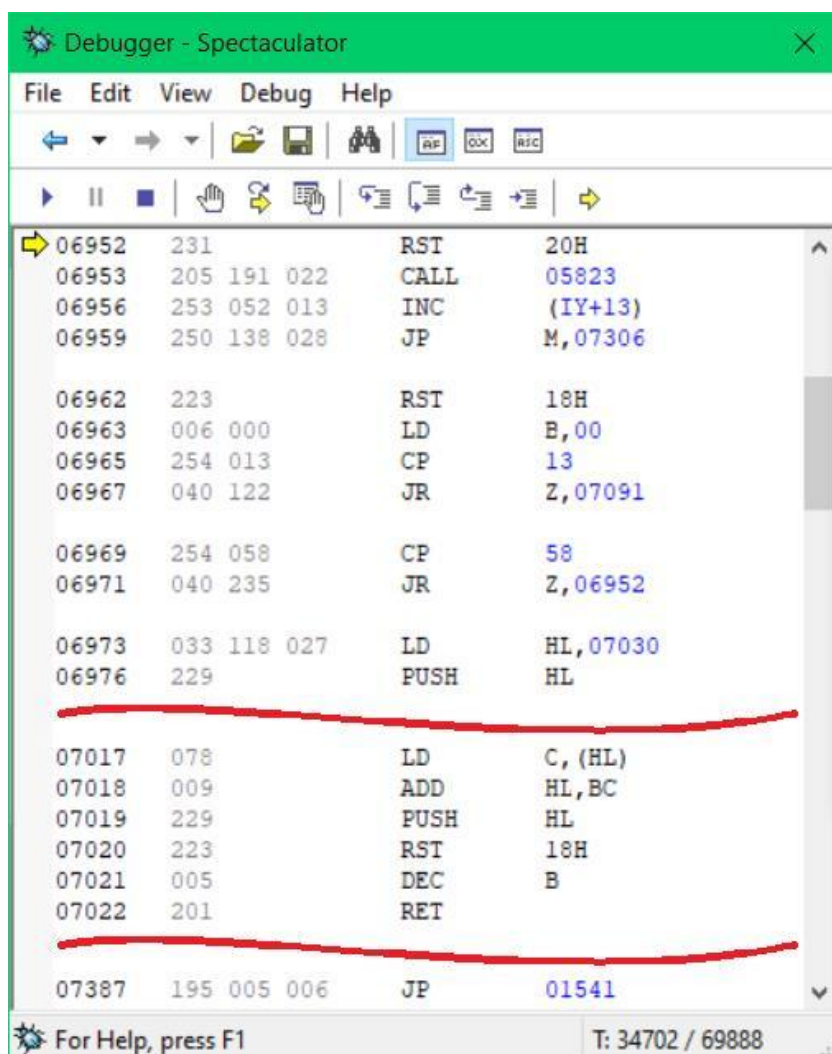 Debugger - Spectaculator
File Edit View Debug Help
AF 0X ASC
06952 231 RST 20H
06953 205 191 022 CALL 05823
06956 253 052 013 INC (IY+13)
06959 250 138 028 JP M,07306
06962 223 RST 18H
06963 006 000 LD B,00
06965 254 013 CP 13
06967 040 122 JR Z,07091
06969 254 058 CP 58
06971 040 235 JR Z,06952
06973 033 118 027 LD HL,07030
06976 229 PUSH HL
07017 078 LD C,(HL)
07018 009 ADD HL,BC
07019 229 PUSH HL
07020 223 RST 18H
07021 005 DEC B
07022 201 RET
07387 195 005 006 JP 01541
For Help, press F1 T: 34702 / 69888